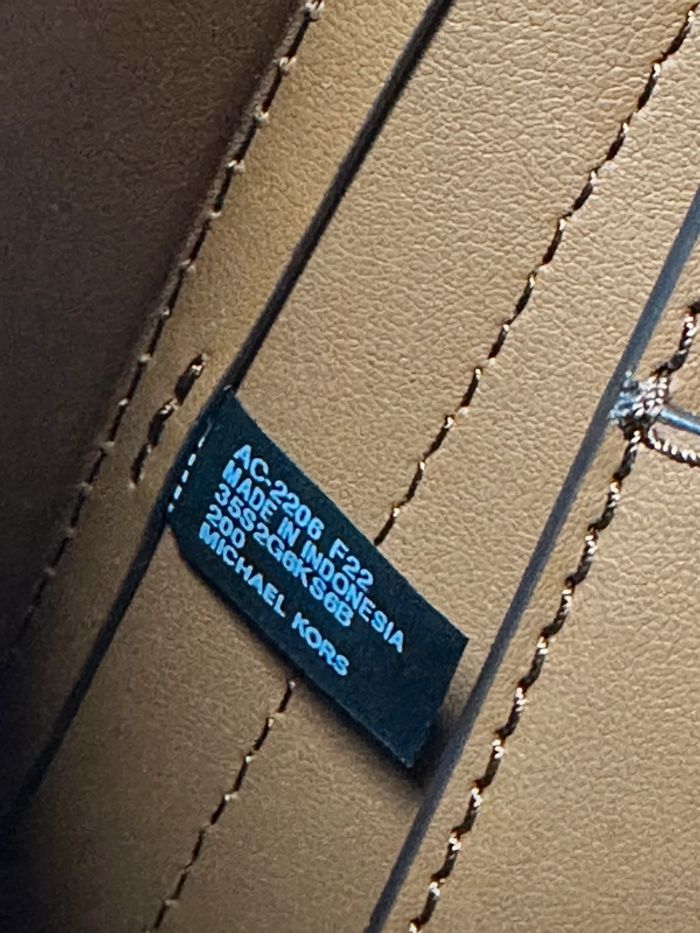 AC-2206 F22
MADE IN INDONESIA
35S2G6KS6B
200
MICHAEL KORS